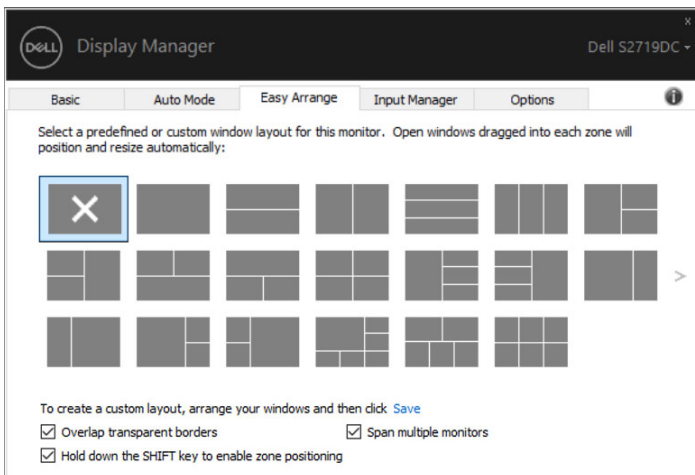 DELL
Display Manager
Dell S2719DC
Basic
Auto Mode
Easy Arrange
Input Manager
Options
Select a predefined or custom window layout for this monitor. Open windows dragged into each zone will
position and resize automatically:
To create a custom layout, arrange your windows and then click Save
Overlap transparent borders
Span multiple monitors
Hold down the SHIFT key to enable zone positioning